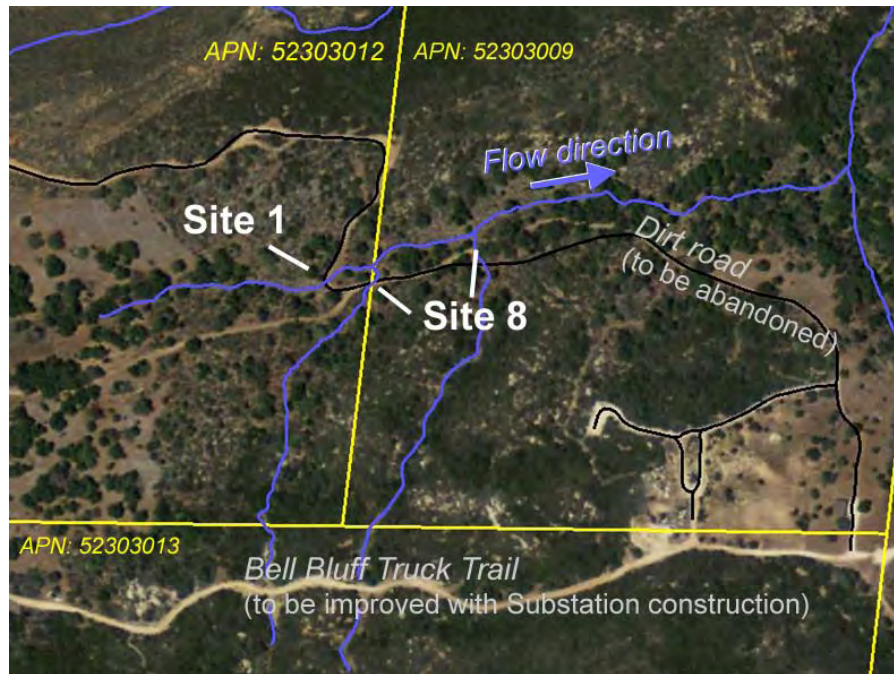 APN: 52303012
APN: 52303009
Flow direction
Site 1
Dirt road
(to be abandoned)
Site 8
APN: 52303013
Bell Bluff Truck Trail
(to be improved with Substation construction)